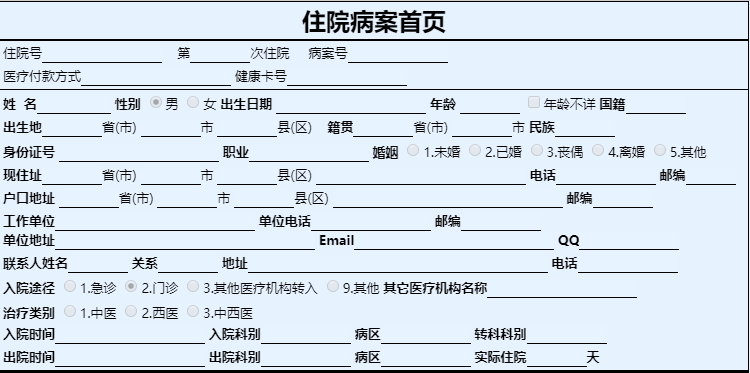 住院病案首页
住院号 第 次住院 病案号
医疗付款方式 健康卡号
姓 名 性别 男 女 出生日期 年龄 年龄不详 国籍
出生地 省(市) 市 县(区) 籍贯 省(市) 市 民族
身份证号 职业 婚姻 1.未婚 2.已婚 3.丧偶 4.离婚 5.其他
现住址 省(市) 市 县(区) 电话 邮编
户口地址 省(市) 市 县(区) 邮编
工作单位 单位电话 邮编
单位地址 Email QQ
联系人姓名 关系 地址 电话
入院途径 1.急诊 2.门诊 3.其他医疗机构转入 9.其他 其它医疗机构名称
治疗类别 1.中医 2.西医 3.中西医
入院时间 入院科别 病区 转科科别
出院时间 出院科别 病区 实际住院 天